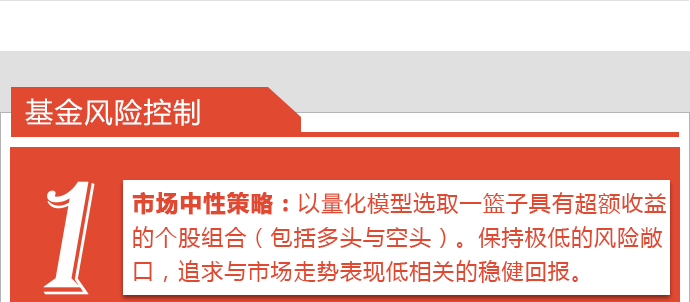 基金风险控制
1
市场中性策略：以量化模型选取一篮子具有超额收益
的个股组合（包括多头与空头）。保持极低的风险敞
口，追求与市场走势表现低相关的稳健回报。